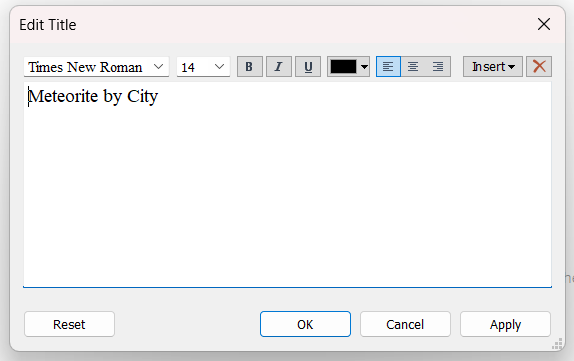 Edit Title
Times New Roman 14 B I U Insert
Meteorite by City
Reset OK Cancel Apply